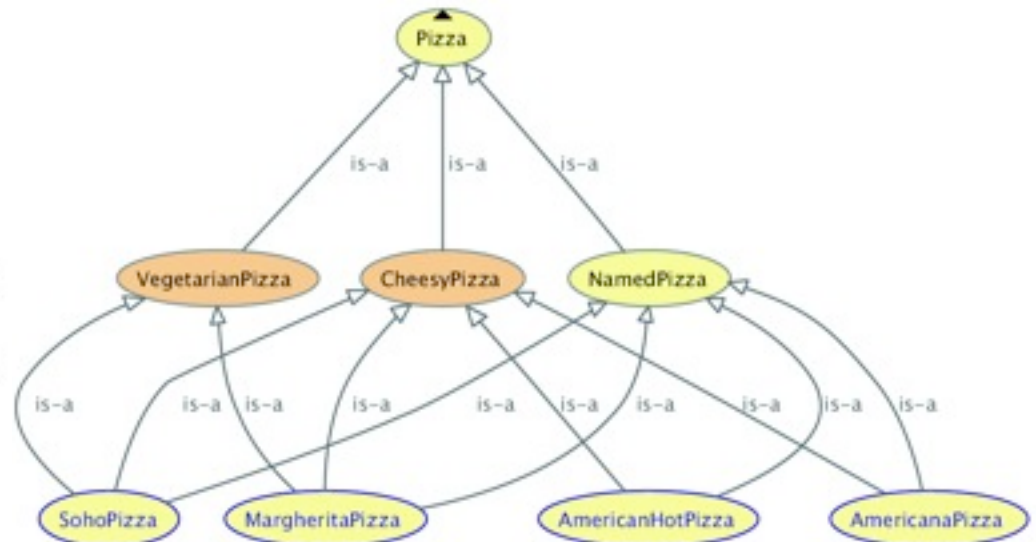 Pizza
is-a is-a is-a
VegetarianPizza CheesyPizza NamedPizza
is-a is-a is-a is-a is-a is-a is-a is-a is-a is-a
SohoPizza MargheritaPizza AmericanHotPizza AmericanaPizza